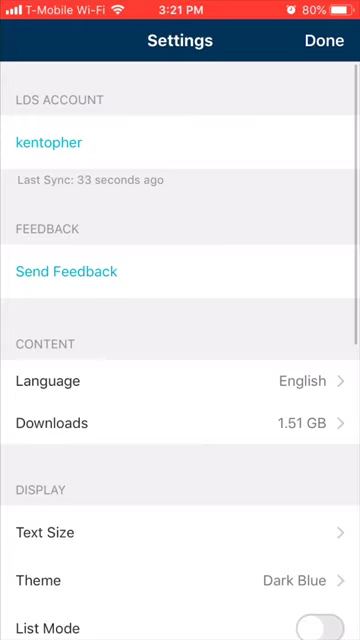 T-Mobile Wi-Fi 3:21 PM 80%
Settings Done
LDS ACCOUNT
kentopher
Last Sync: 33 seconds ago
FEEDBACK
Send Feedback
CONTENT
Language English
Downloads 1.51 GB
DISPLAY
Text Size
Theme Dark Blue
List Mode